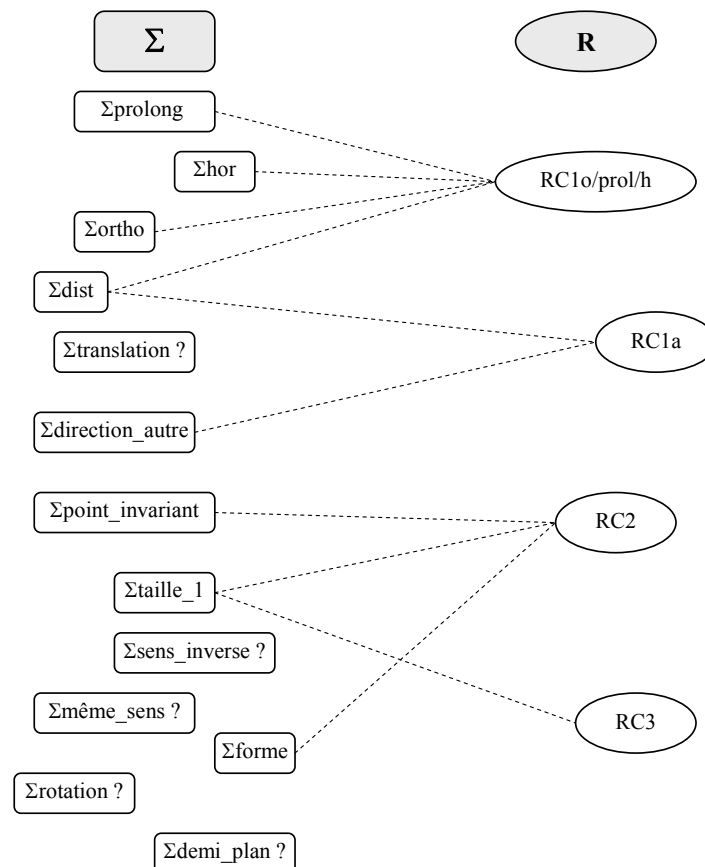 Σ
R
Σprolong
Σhor
RC1o/prol/h
Σortho
Σdist
Σtranslation ?
RC1a
Σdirection_autre
Σpoint_invariant
RC2
Σtaille_1
Σsens_inverse ?
Σmême_sens ?
RC3
Σforme
Σrotation ?
Σdemi_plan ?